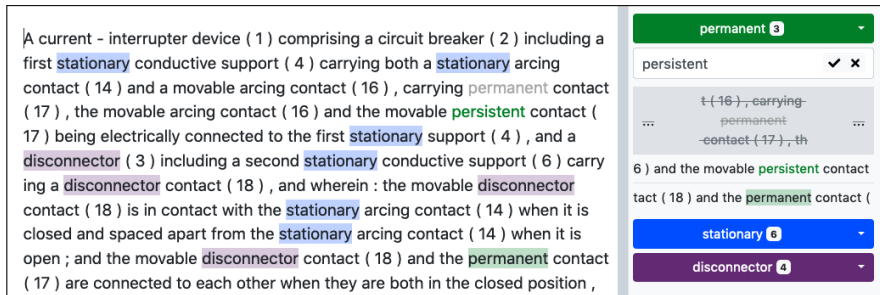 A current - interrupter device ( 1 ) comprising a circuit breaker ( 2 ) including a
first stationary conductive support ( 4 ) carrying both a stationary arcing
contact ( 14 ) and a movable arcing contact ( 16 ) , carrying permanent contact
( 17 ) , the movable arcing contact ( 16 ) and the movable persistent contact (
17 ) being electrically connected to the first stationary support ( 4 ) , and a
disconnector ( 3 ) including a second stationary conductive support ( 6 ) carry
ing a disconnector contact ( 18 ) , and wherein : the movable disconnector
contact ( 18 ) is in contact with the stationary arcing contact ( 14 ) when it is
closed and spaced apart from the stationary arcing contact ( 14 ) when it is
open ; and the movable disconnector contact ( 18 ) and the permanent contact
( 17 ) are connected to each other when they are both in the closed position ,
permanent 3
persistent
t ( 16 ) , carrying
... permanent ...
contact ( 17 ) , th
6 ) and the movable persistent contact
tact ( 18 ) and the permanent contact (
stationary 6
disconnector 4